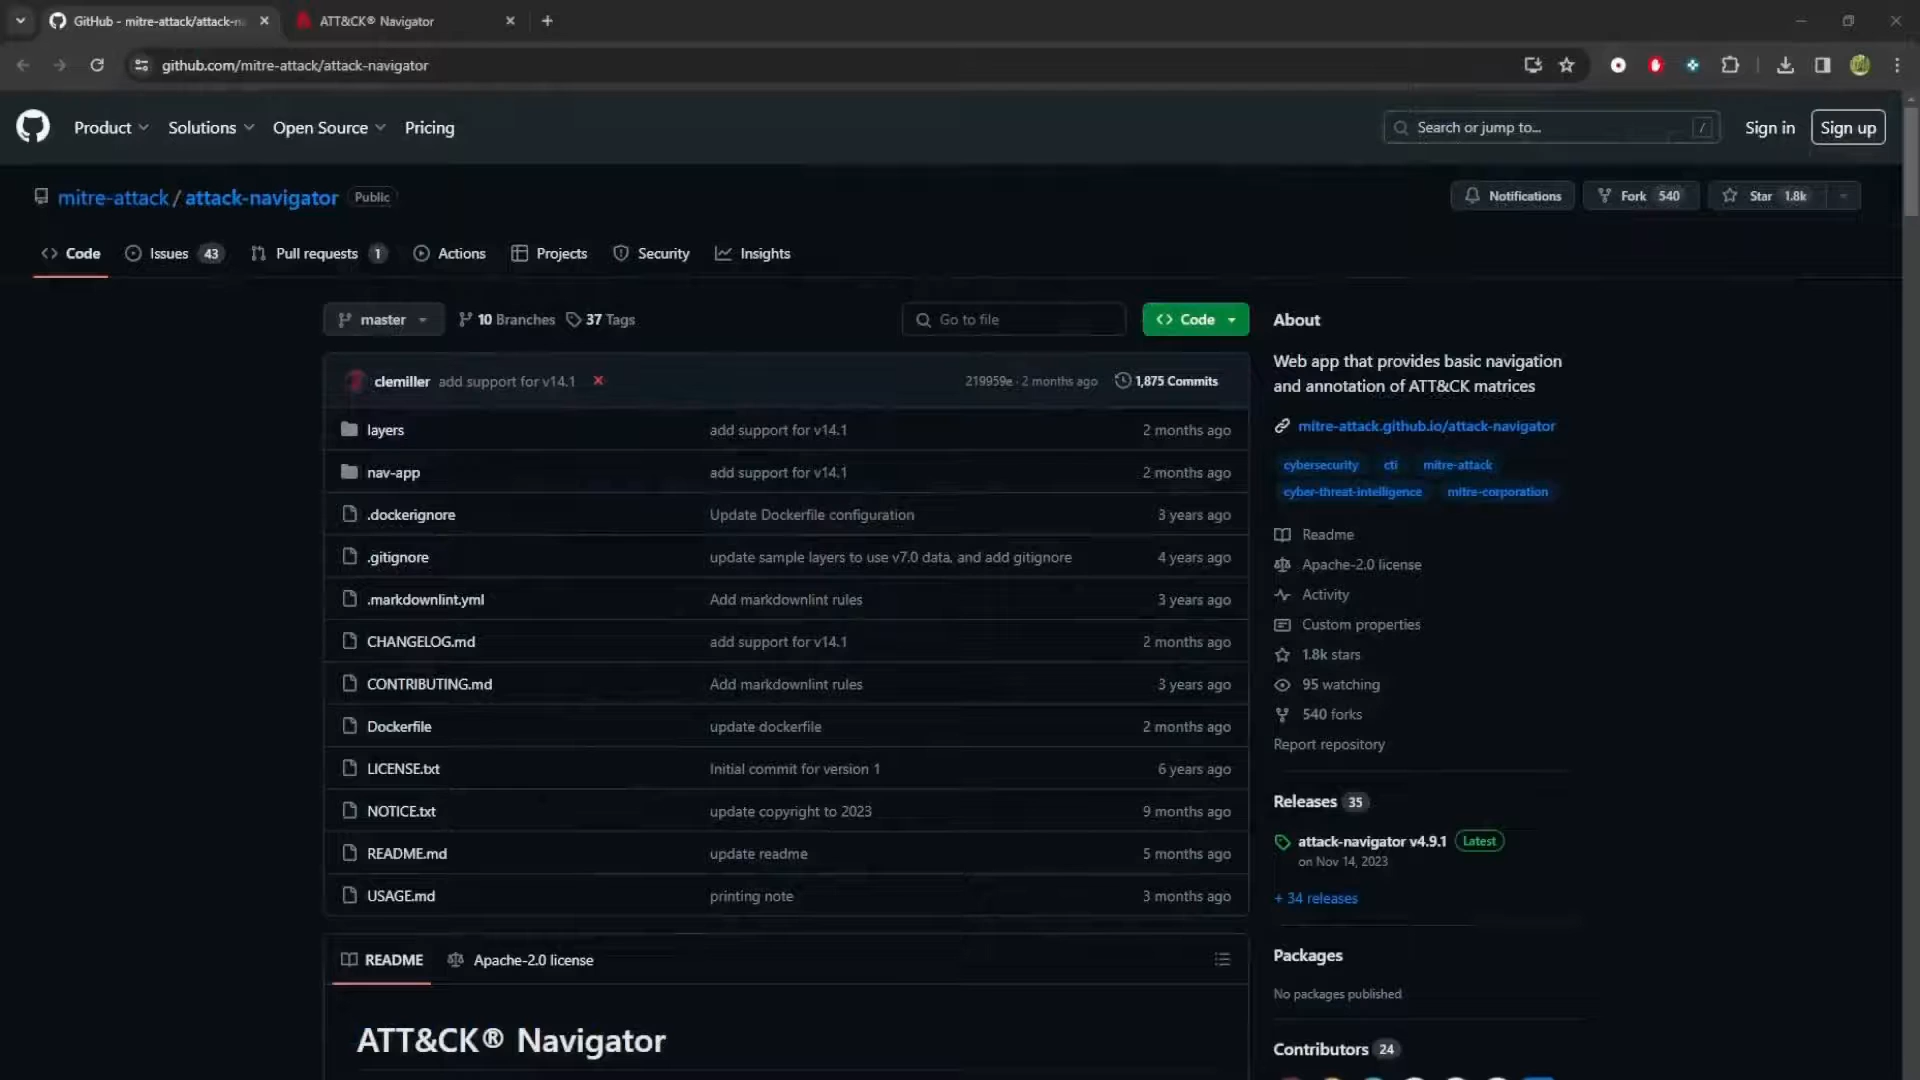 GitHub - mitre-attack/attack-n
ATT&CK® Navigator
github.com/mitre-attack/attack-navigator
Product
Solutions
Open Source
Pricing
Search or jump to...
/
Sign in
Sign up
mitre-attack / attack-navigator
Public
Notifications
Fork 540
Star 1.8k
Code
Issues 43
Pull requests 1
Actions
Projects
Security
Insights
master
10 Branches
37 Tags
Go to file
Code
clemiller add support for v14.1
219959e · 2 months ago
1,875 Commits
layers add support for v14.1 2 months ago
nav-app add support for v14.1 2 months ago
.dockerignore Update Dockerfile configuration 3 years ago
.gitignore update sample layers to use v7.0 data, and add gitignore 4 years ago
.markdownlint.yml Add markdownlint rules 3 years ago
CHANGELOG.md add support for v14.1 2 months ago
CONTRIBUTING.md Add markdownlint rules 3 years ago
Dockerfile update dockerfile 2 months ago
LICENSE.txt Initial commit for version 1 6 years ago
NOTICE.txt update copyright to 2023 9 months ago
README.md update readme 5 months ago
USAGE.md printing note 3 months ago
README
Apache-2.0 license
ATT&CK® Navigator
About
Web app that provides basic navigation
and annotation of ATT&CK matrices
mitre-attack.github.io/attack-navigator
cybersecurity cti mitre-attack
cyber-threat-intelligence mitre-corporation
Readme
Apache-2.0 license
Activity
Custom properties
1.8k stars
95 watching
540 forks
Report repository
Releases 35
attack-navigator v4.9.1 Latest
on Nov 14, 2023
+ 34 releases
Packages
No packages published
Contributors 24